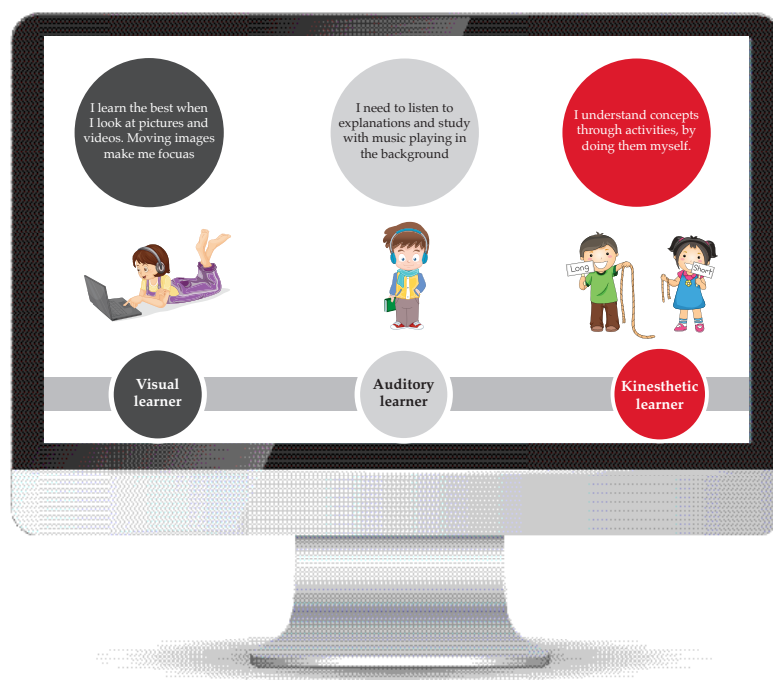 I learn the best when
I look at pictures and
videos. Moving images
make me focuas
I need to listen to
explanations and study
with music playing in
the background
I understand concepts
through activities, by
doing them myself.
Long
Short
Visual
learner
Auditory
learner
Kinesthetic
learner